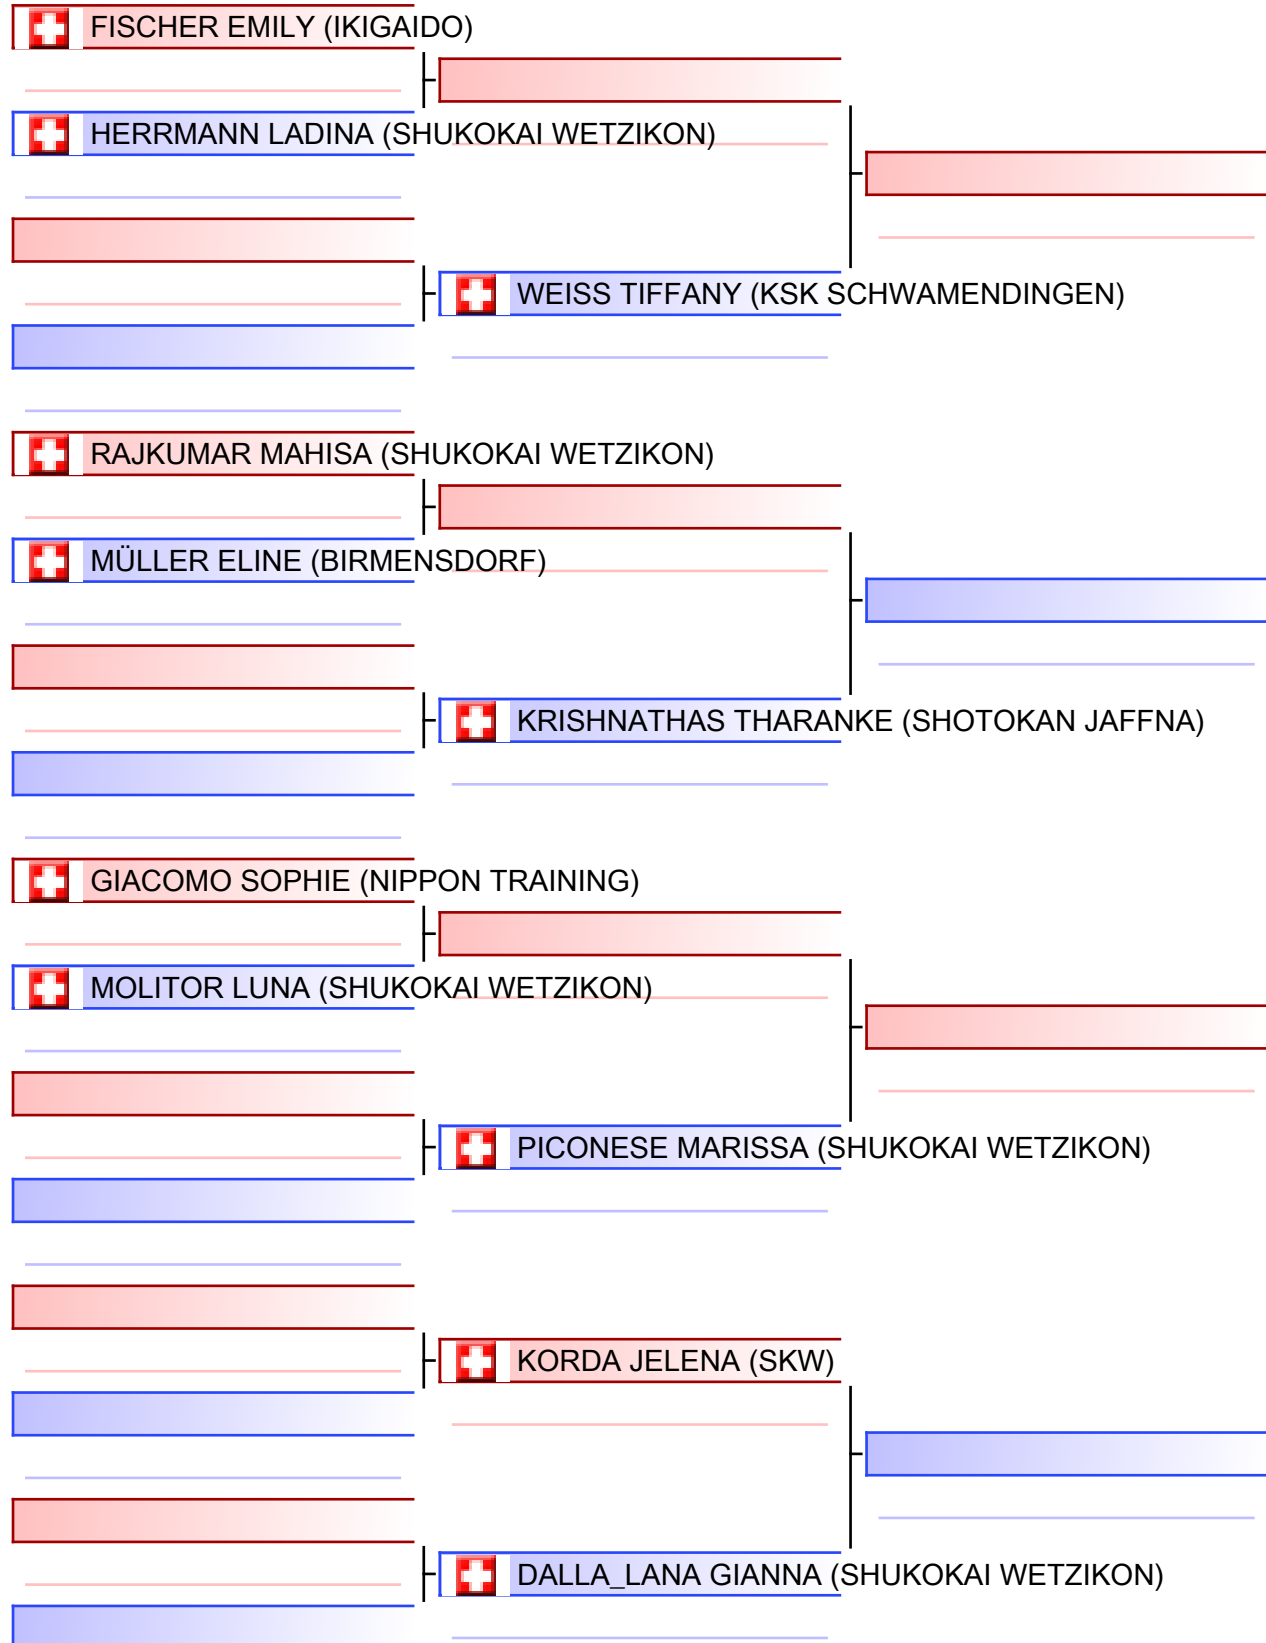 FISCHER EMILY (IKIGAIDO)
HERRMANN LADINA (SHUKOKAI WETZIKON)
WEISS TIFFANY (KSK SCHWAMENDINGEN)
RAJKUMAR MAHISA (SHUKOKAI WETZIKON)
MÜLLER ELINE (BIRMENSDORF)
KRISHNATHAS THARANKE (SHOTOKAN JAFFNA)
GIACOMO SOPHIE (NIPPON TRAINING)
MOLITOR LUNA (SHUKOKAI WETZIKON)
PICONESE MARISSA (SHUKOKAI WETZIKON)
KORDA JELENA (SKW)
DALLA_LANA GIANNA (SHUKOKAI WETZIKON)